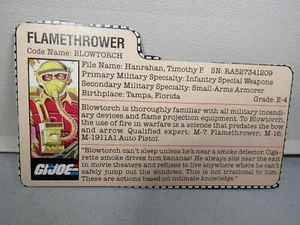 FLAMETHROWER
Code Name: BLOWTORCH
File Name: Hanrahan, Timothy P. SN: RA527341209
Primary Military Specialty: Infantry Special Weapons
Secondary Military Specialty: Small-Arms Armorer
Birthplace: Tampa, Florida Grade: E-4
Blowtorch is thoroughly familiar with all military incendi-
ary devices and flame projection equipment. To Blowtorch,
the use of fire in warfare is a science that predates the bow
and arrow. Qualified expert: M-7 Flamethrower, M-16,
M-1911A1 Auto Pistol.
"Blowtorch can't sleep unless he's near a smoke detector. Ciga-
rette smoke drives him bananas! He always sits near the exit
in movie theaters and refuses to live anywhere where he can't
safely jump out of the windows. This is not irrational to him.
These are actions based on intimate knowledge."
GIJOE